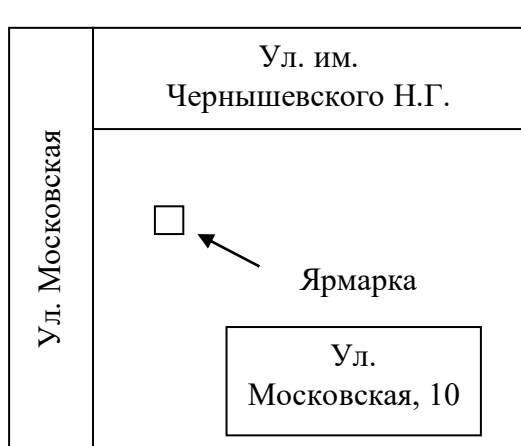 Ул. им.
Чернышевского Н.Г.
Ул. Московская
Ярмарка
Ул.
Московская, 10